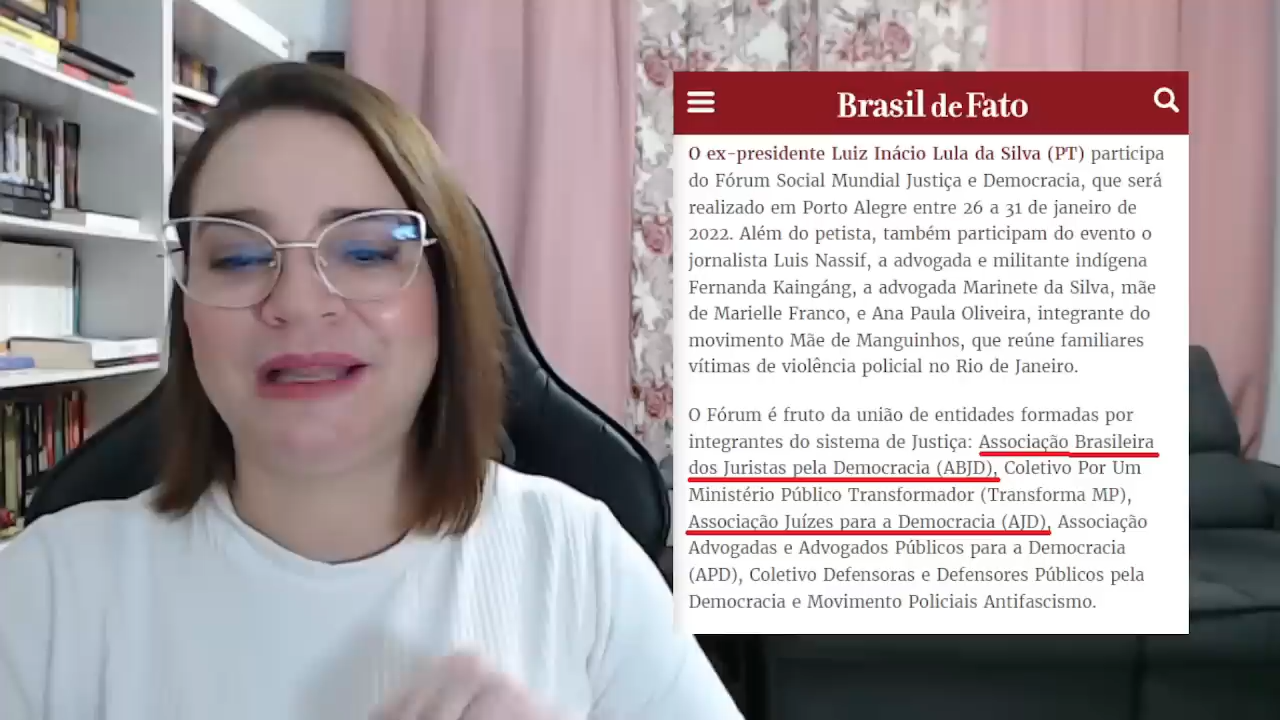 Brasil de Fato
O ex-presidente Luiz Inácio Lula da Silva (PT) participa
do Fórum Social Mundial Justiça e Democracia, que será
realizado em Porto Alegre entre 26 a 31 de janeiro de
2022. Além do petista, também participam do evento o
jornalista Luis Nassif, a advogada e militante indígena
Fernanda Kaingáng, a advogada Marinete da Silva, mãe
de Marielle Franco, e Ana Paula Oliveira, integrante do
movimento Mãe de Manguinhos, que reúne familiares
vítimas de violência policial no Rio de Janeiro.
O Fórum é fruto da união de entidades formadas por
integrantes do sistema de Justiça: Associação Brasileira
dos Juristas pela Democracia (ABJD), Coletivo Por Um
Ministério Público Transformador (Transforma MP),
Associação Juízes para a Democracia (AJD), Associação
Advogadas e Advogados Públicos para a Democracia
(APD), Coletivo Defensoras e Defensores Públicos pela
Democracia e Movimento Policiais Antifascismo.